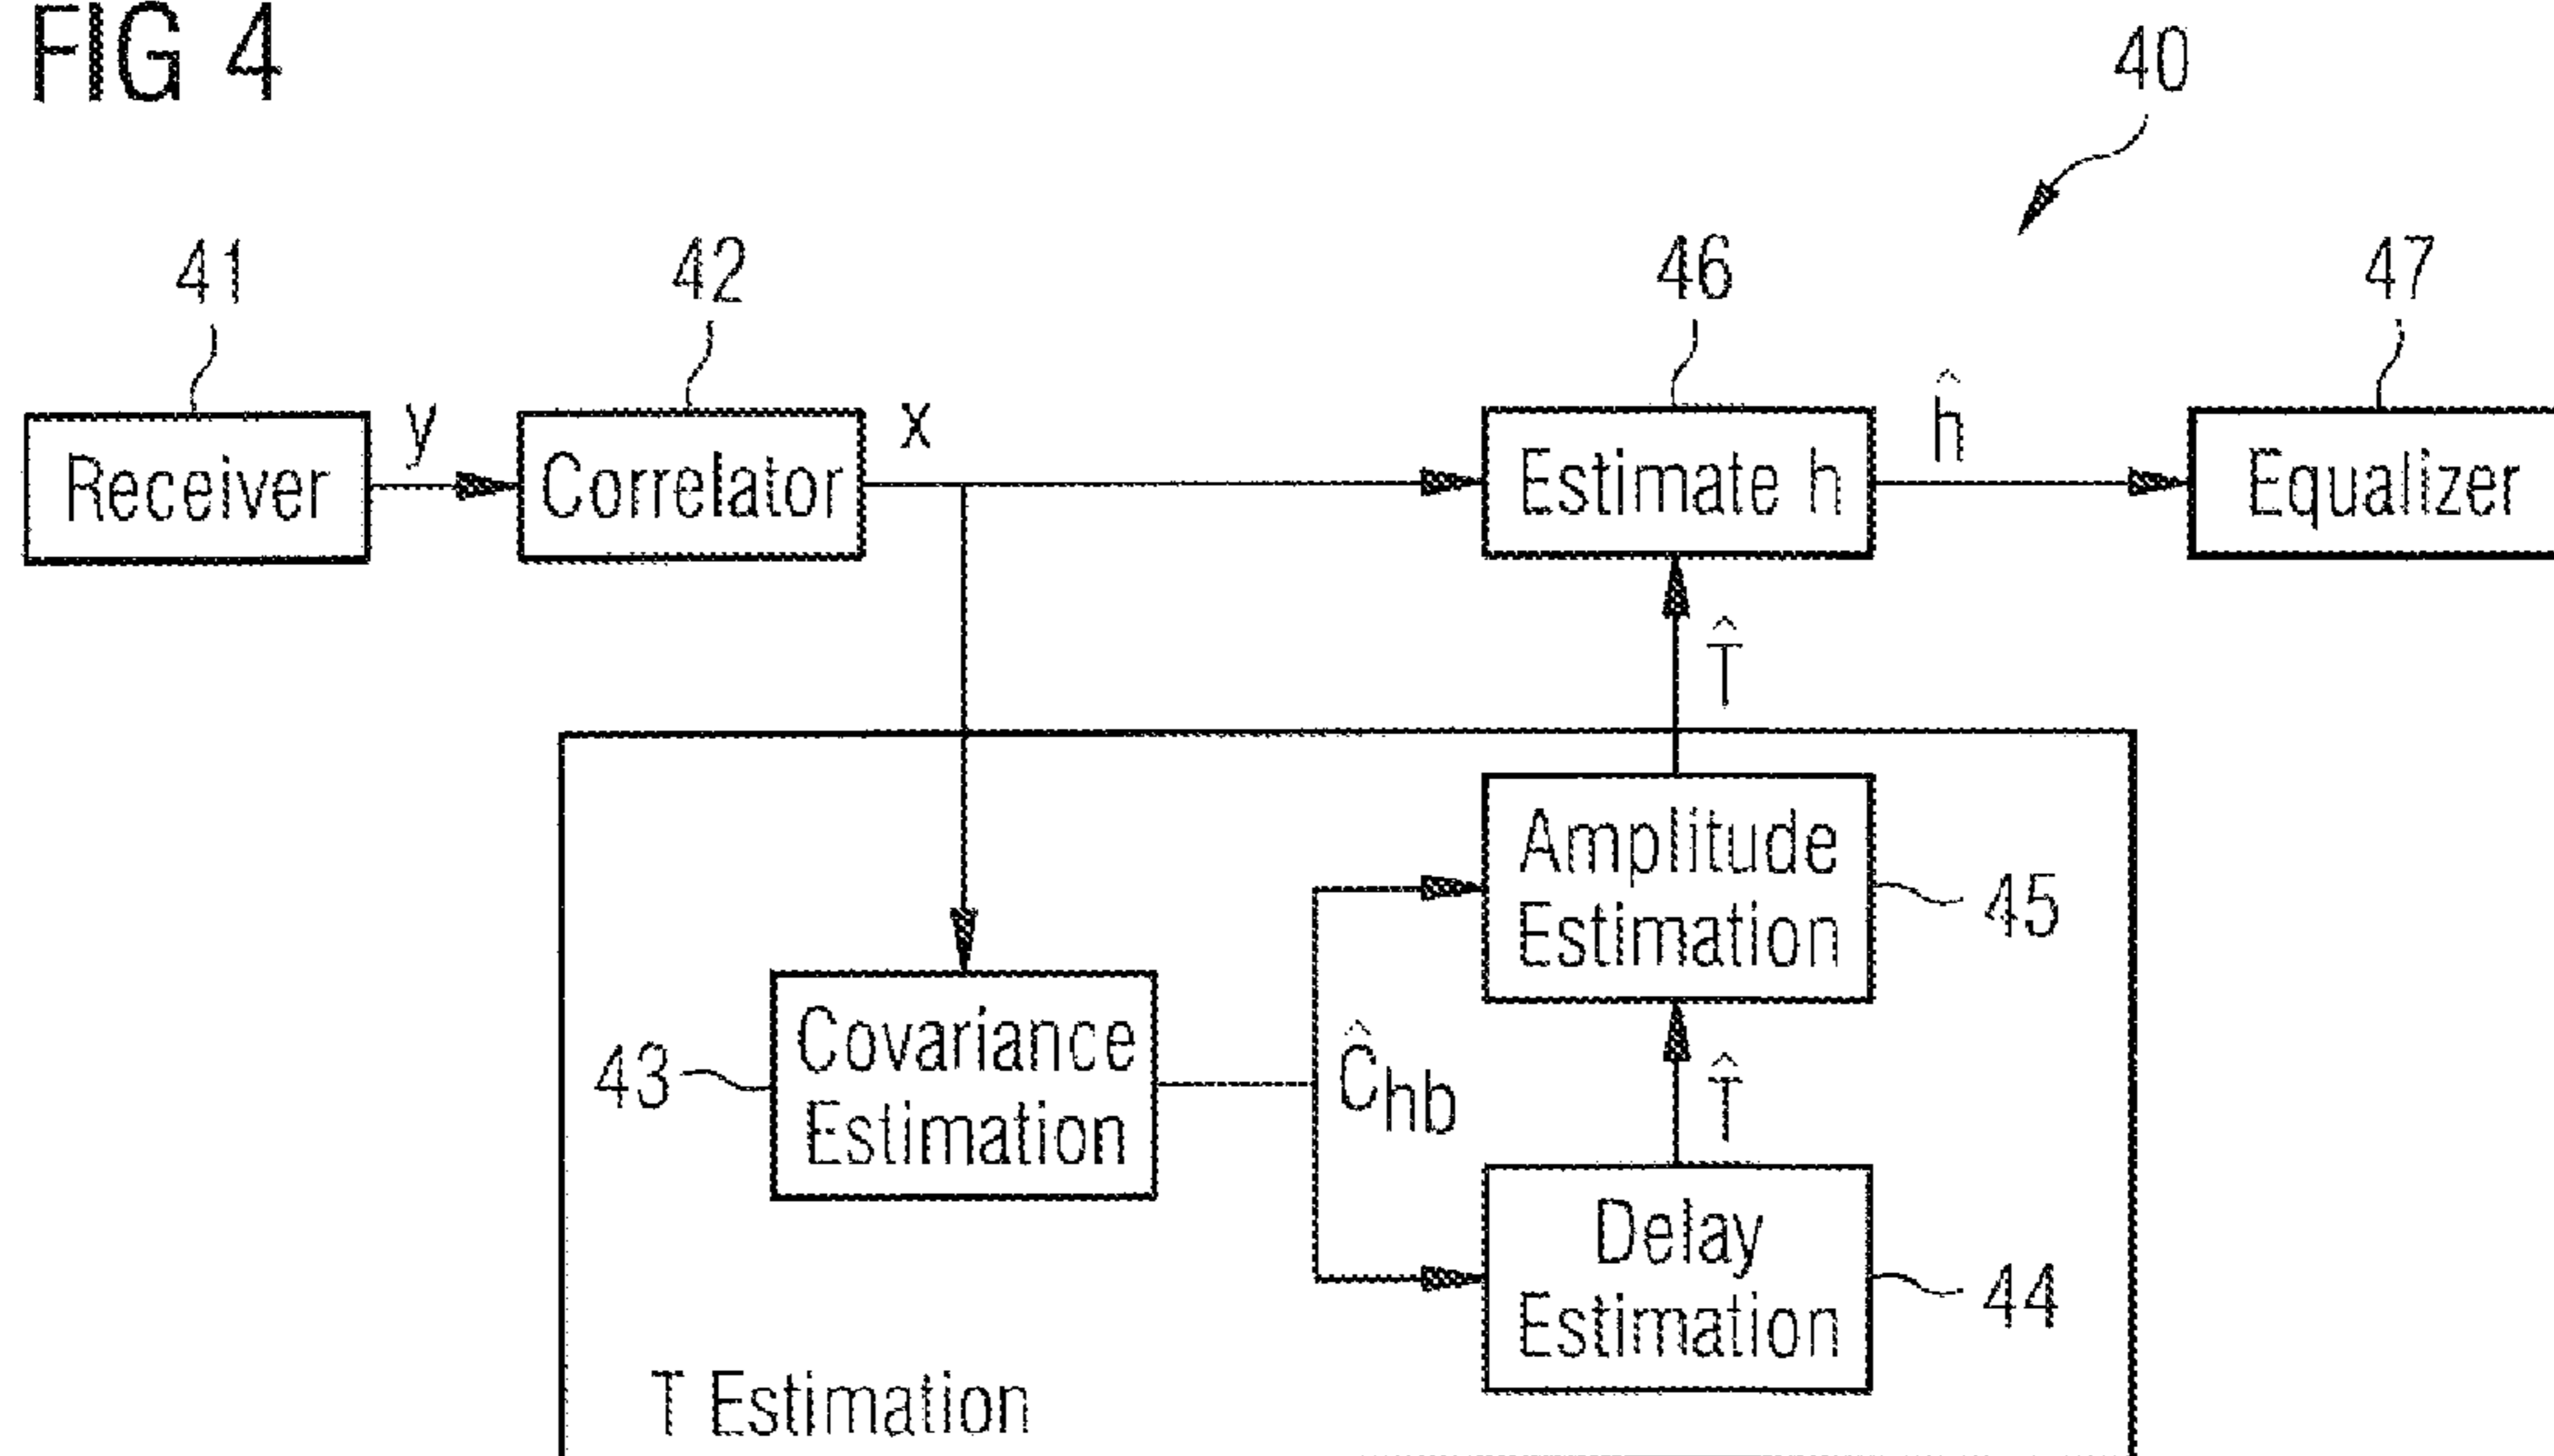 FIG 4
40
41
42
46
47
y
x
ĥ
Receiver
Correlator
Estimate h
Equalizer
T̂
Amplitude
Estimation
45
Covariance
Estimation
43
Ĉhb
T̂
Delay
Estimation
44
T Estimation